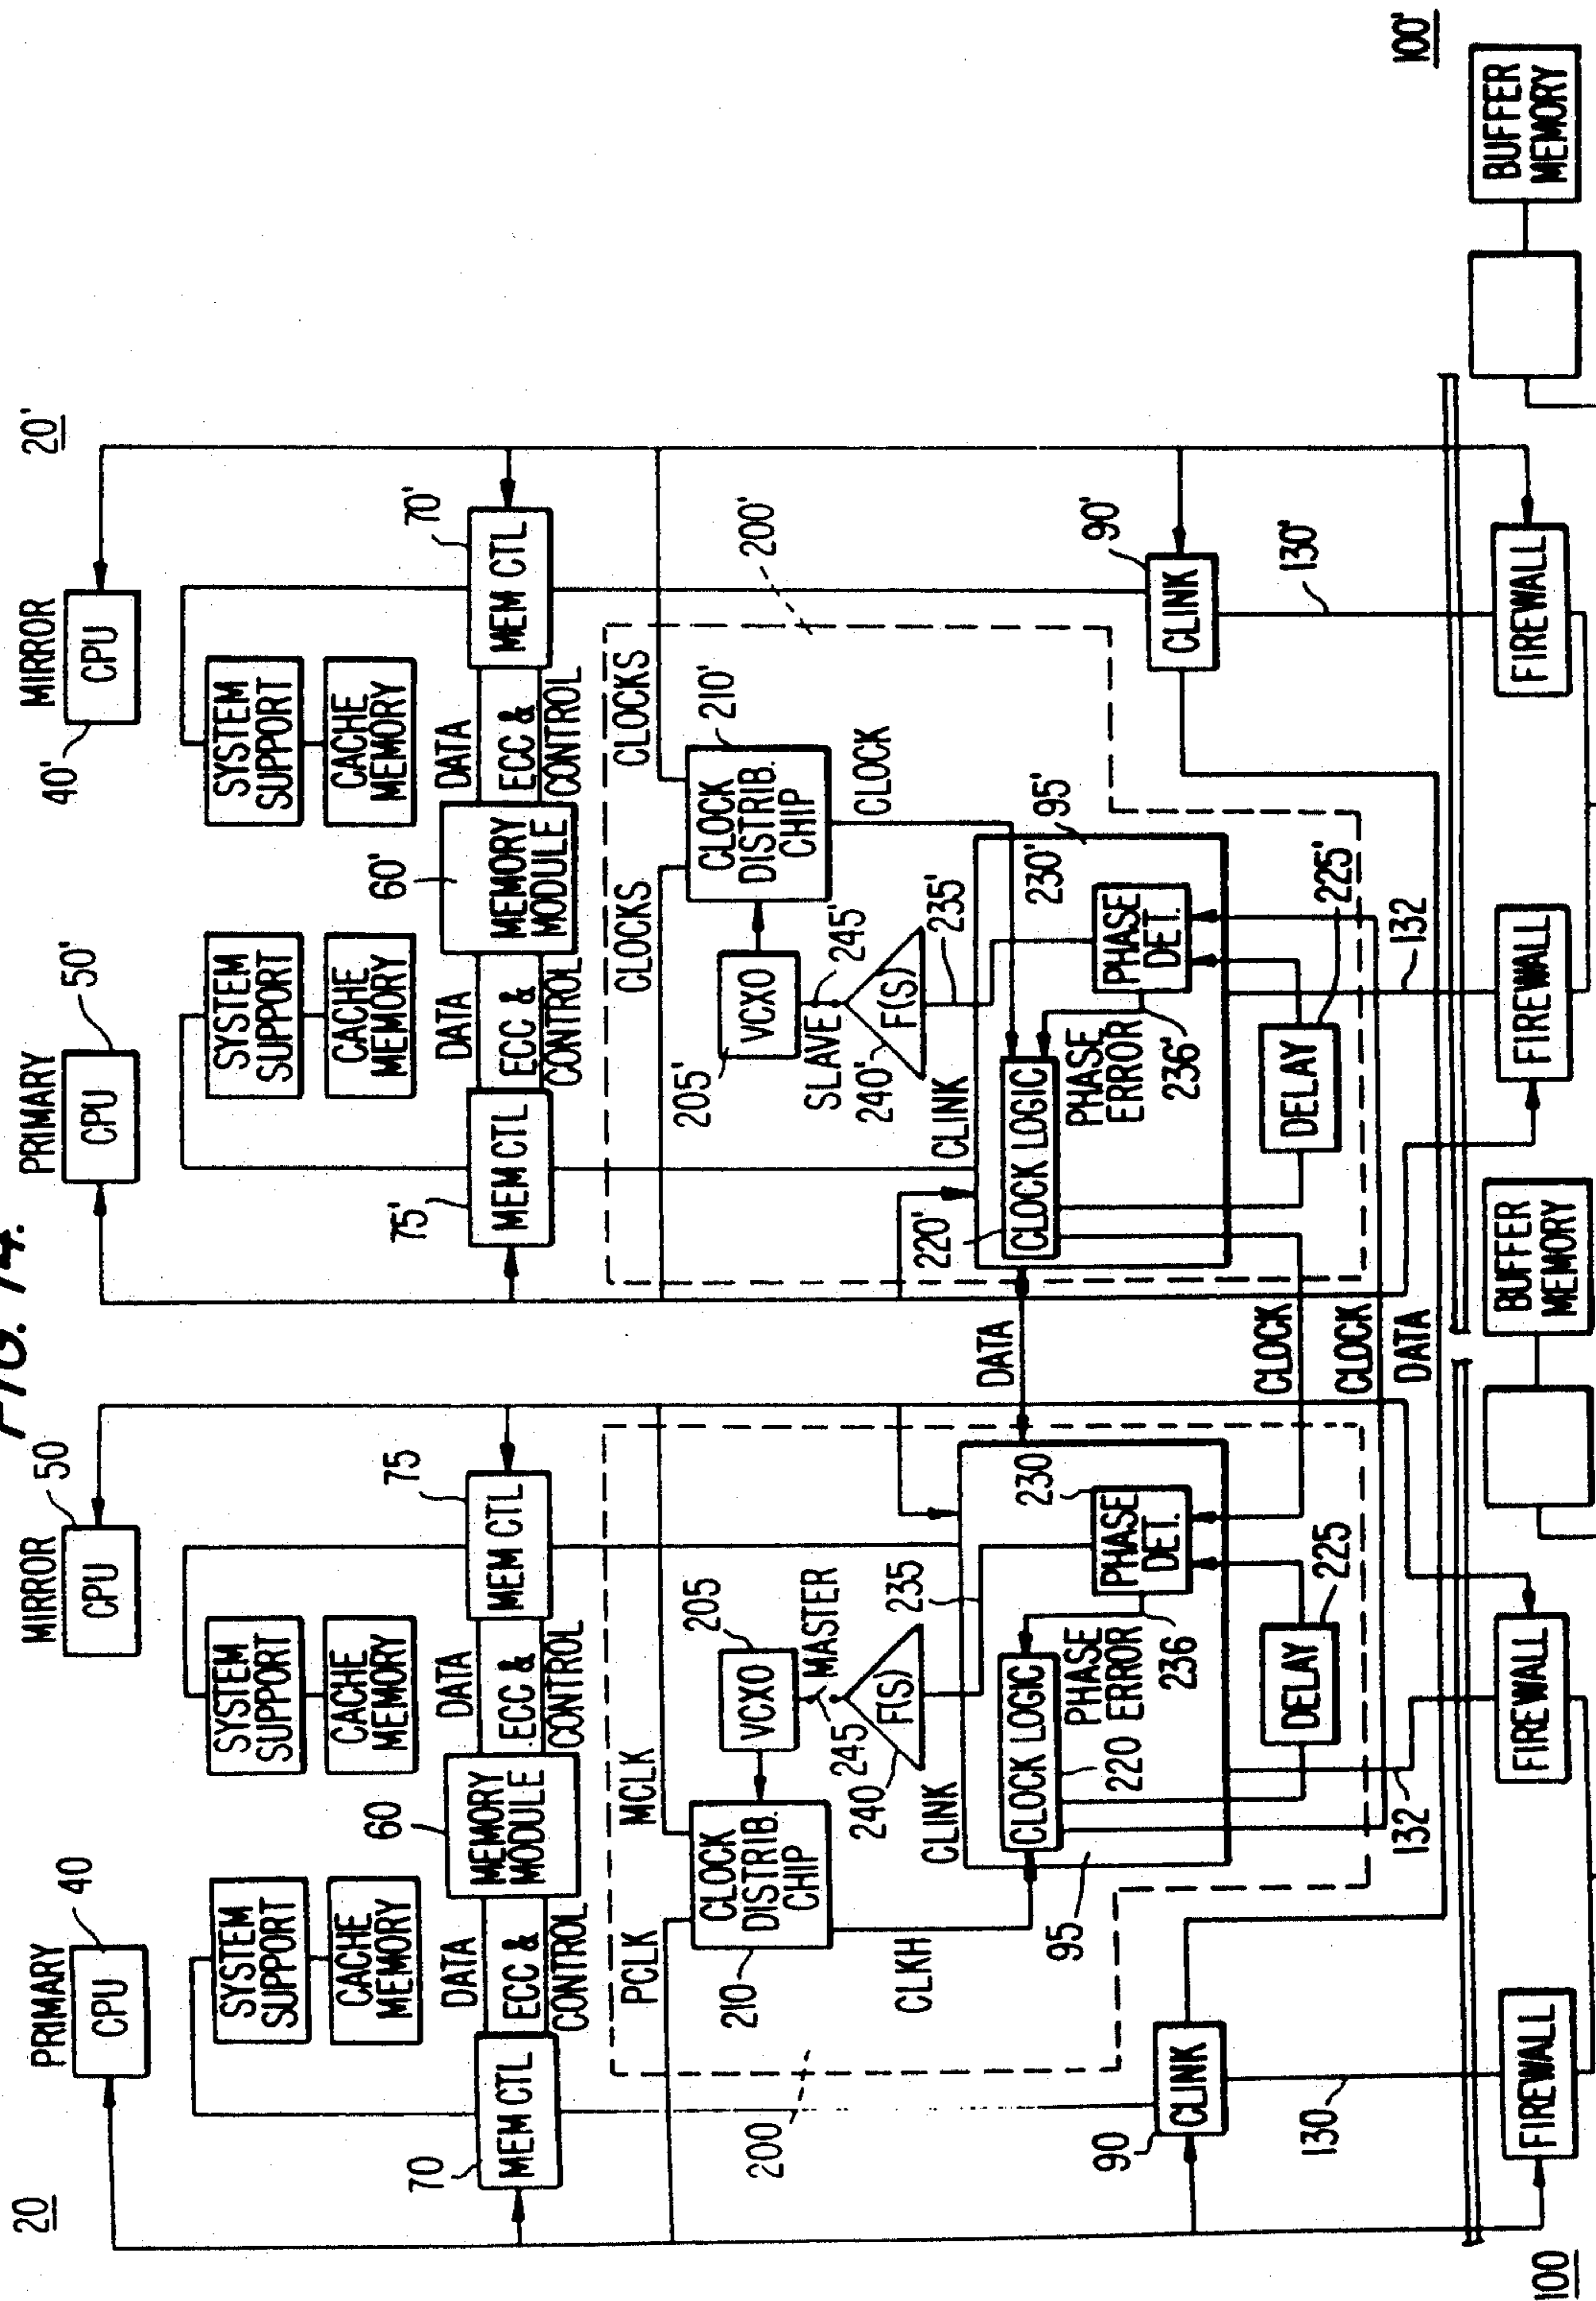 FIG. 14.
20
PRIMARY
CPU
40
MIRROR
CPU
50
SYSTEM
SUPPORT
CACHE
MEMORY
SYSTEM
SUPPORT
CACHE
MEMORY
70
MEM CTL
DATA
ECC &
CONTROL
60
MEMORY
MODULE
DATA
ECC &
CONTROL
75
MEM CTL
PCLK
MCLK
CLOCK
DISTRIB.
CHIP
210
VCXO
205
MASTER
245
240
F(S)
235
CLKH
CLINK
200
CLOCK LOGIC
220
PHASE
ERROR
236
PHASE
DET.
230
95
DELAY
225
90
CLINK
130
132
FIREWALL
FIREWALL
100
DATA
CLOCK
CLOCK
DATA
BUFFER
MEMORY
20'
PRIMARY
CPU
50'
MIRROR
CPU
40'
SYSTEM
SUPPORT
CACHE
MEMORY
SYSTEM
SUPPORT
CACHE
MEMORY
75'
MEM CTL
DATA
ECC &
CONTROL
60'
MEMORY
MODULE
DATA
ECC &
CONTROL
70'
MEM CTL
CLOCKS
CLOCKS
200'
CLOCK
DISTRIB.
CHIP
210'
VCXO
205'
SLAVE
245'
240'
F(S)
235'
CLOCK
CLINK
220'
CLOCK LOGIC
PHASE
ERROR
236'
PHASE
DET.
230'
95'
DELAY
225'
90'
CLINK
130'
132
FIREWALL
FIREWALL
100'
BUFFER
MEMORY